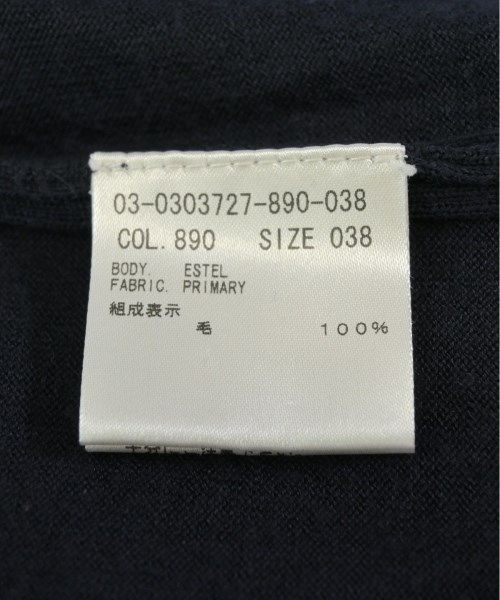 03-0303727-890-038
COL. 890 SIZE 038
BODY. ESTEL
FABRIC. PRIMARY
組成表示
毛 100%